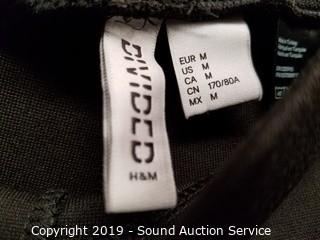 DIVIDED
H&M
EUR M
US M
CA M
CN 170/80A
MX M
Copyright 2019 - Sound Auction Service